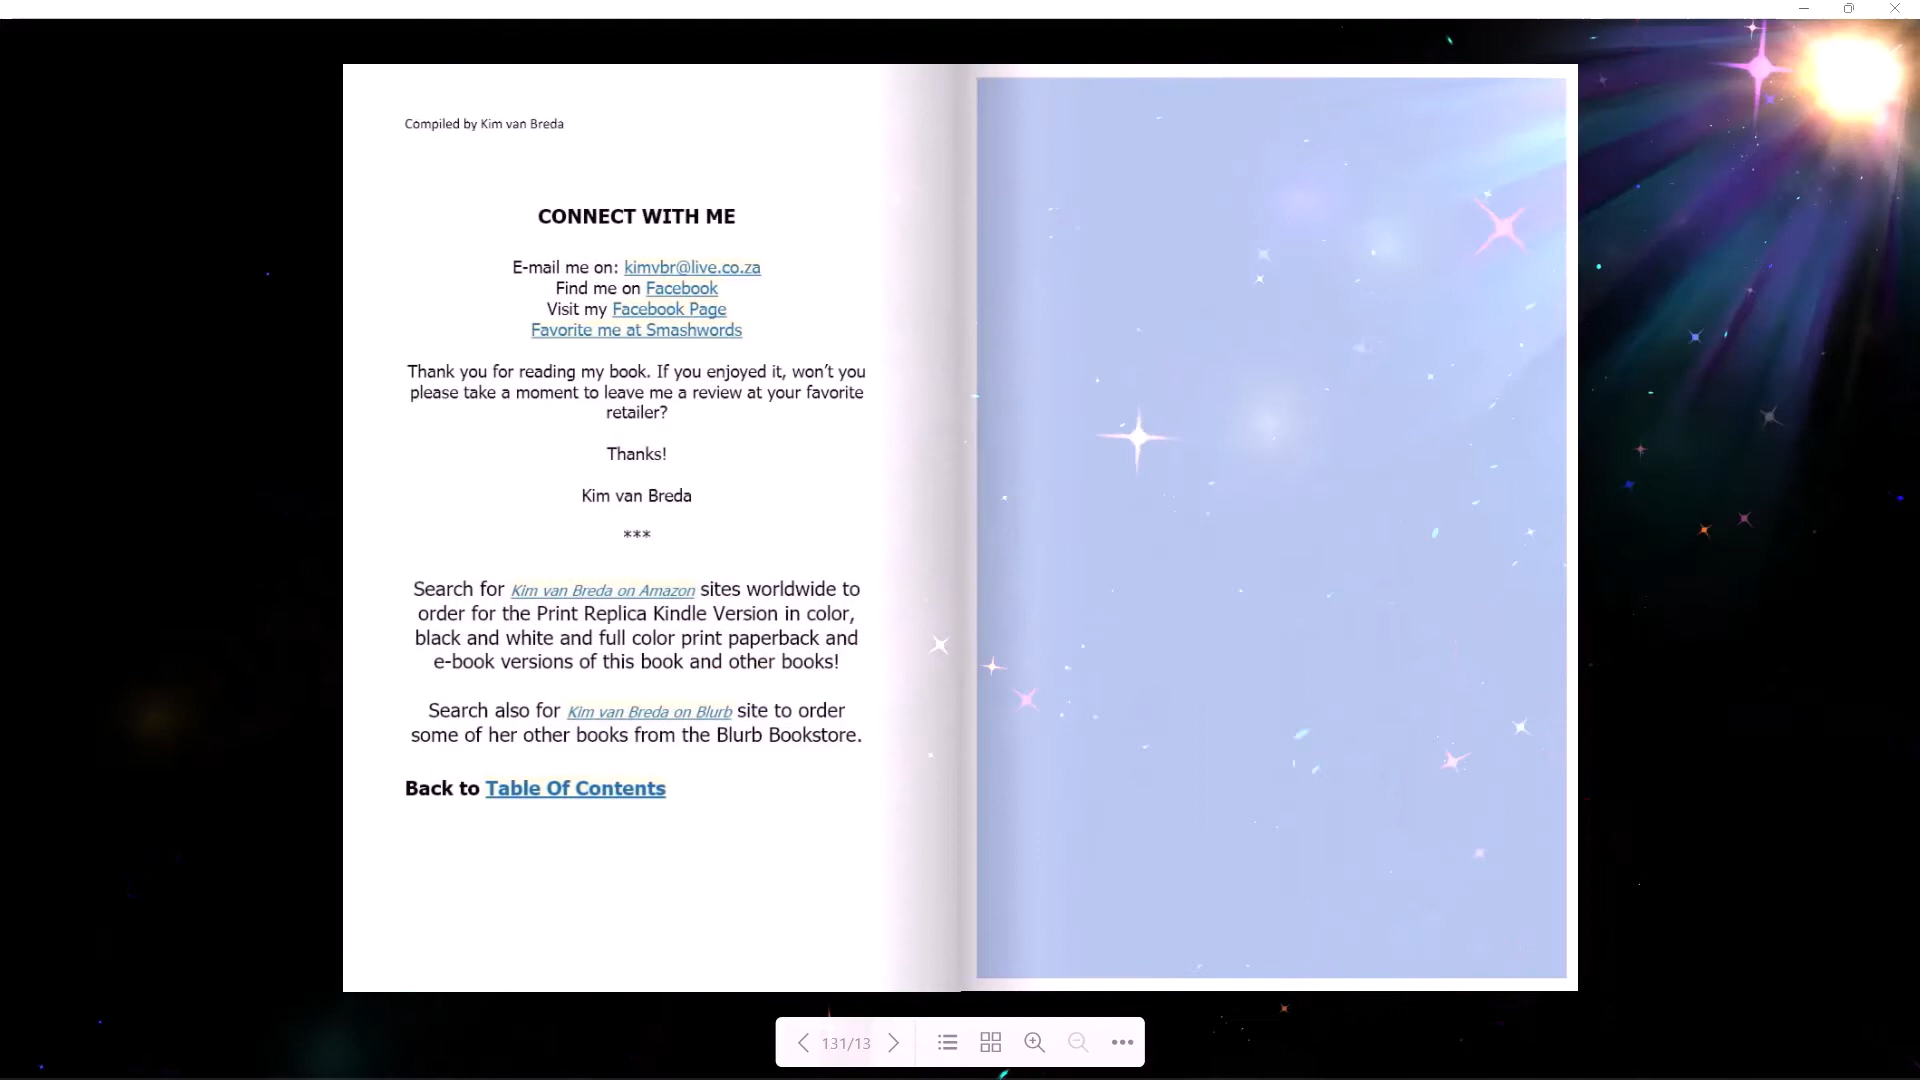 Compiled by Kim van Breda
CONNECT WITH ME
E-mail me on: kimvbr@live.co.za
Find me on Facebook
Visit my Facebook Page
Favorite me at Smashwords
Thank you for reading my book. If you enjoyed it, won’t you
please take a moment to leave me a review at your favorite
retailer?
Thanks!
Kim van Breda
***
Search for Kim van Breda on Amazon sites worldwide to
order for the Print Replica Kindle Version in color,
black and white and full color print paperback and
e-book versions of this book and other books!
Search also for Kim van Breda on Blurb site to order
some of her other books from the Blurb Bookstore.
Back to Table Of Contents
131/13